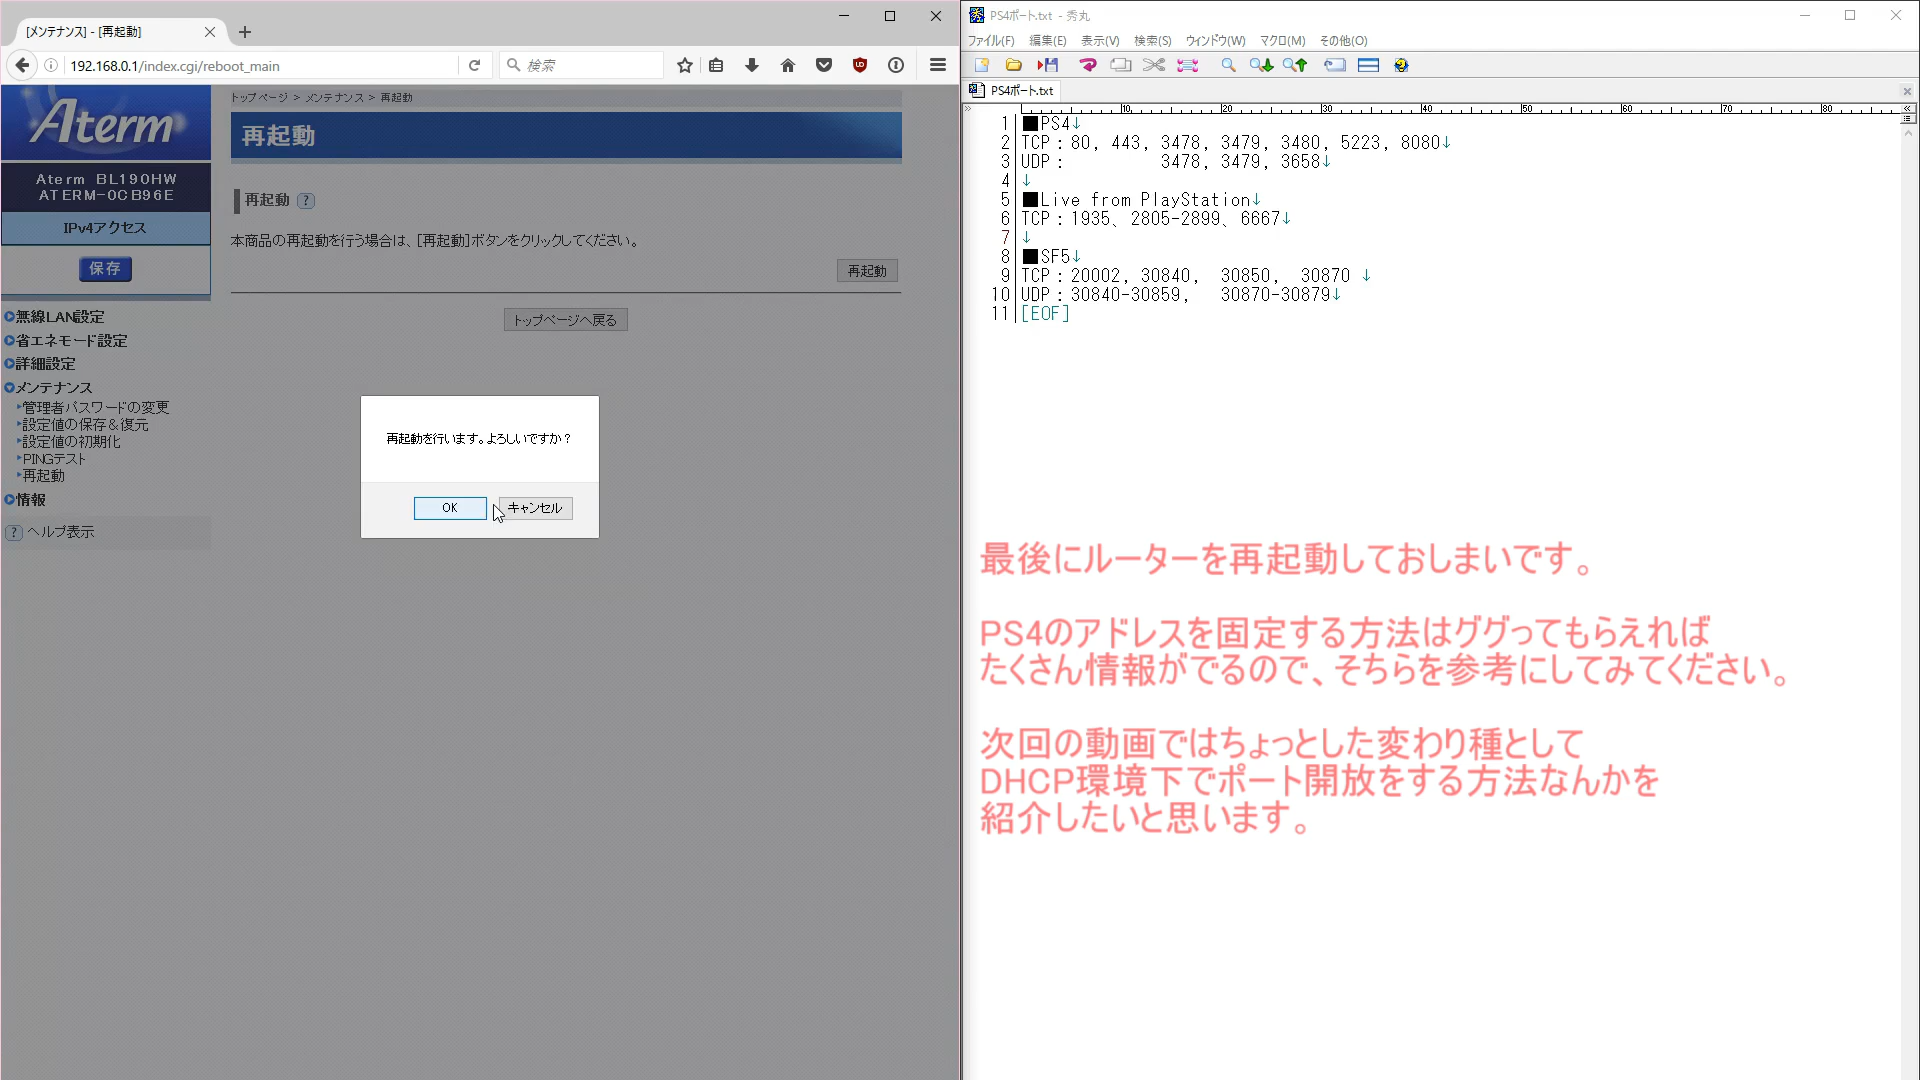 [メンテナンス] - [再起動]
192.168.0.1/index.cgi/reboot_main
検索
Aterm
Aterm BL190HW
ATERM-0CB96E
IPv4アクセス
保存
無線LAN設定
省エネモード設定
詳細設定
メンテナンス
管理者パスワードの変更
設定値の保存＆復元
設定値の初期化
PINGテスト
再起動
情報
? ヘルプ表示
トップページ > メンテナンス > 再起動
再起動
再起動 ?
本商品の再起動を行う場合は、[再起動]ボタンをクリックしてください。
再起動
トップページへ戻る
再起動を行います。よろしいですか？
OK
キャンセル
PS4ポート.txt - 秀丸
ファイル(F) 編集(E) 表示(V) 検索(S) ウィンドウ(W) マクロ(M) その他(O)
PS4ポート.txt
10 20 30 40 50 60 70 80
1 ■PS4↓
2 TCP：80, 443, 3478, 3479, 3480, 5223, 8080↓
3 UDP： 3478, 3479, 3658↓
4 ↓
5 ■Live from PlayStation↓
6 TCP：1935、2805-2899、6667↓
7 ↓
8 ■SF5↓
9 TCP：20002, 30840, 30850, 30870 ↓
10 UDP：30840-30859, 30870-30879↓
11 [EOF]
最後にルーターを再起動しておしまいです。
PS4のアドレスを固定する方法はググってもらえれば
たくさん情報がでるので、そちらを参考にしてみてください。
次回の動画ではちょっとした変わり種として
DHCP環境下でポート開放をする方法なんかを
紹介したいと思います。